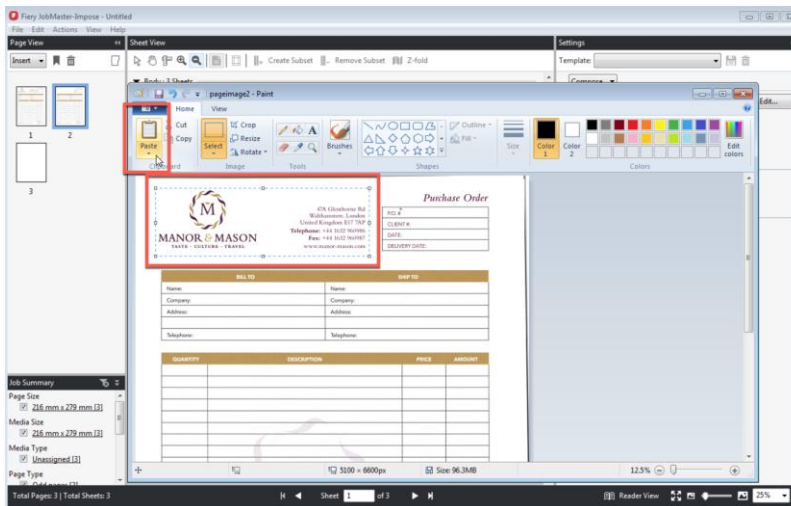 Fiery JobMaster-Impose - Untitled
File Edit Actions View Help
Page View
Sheet View
Settings
Insert
Create Subset
Remove Subset
Z-fold
Template:
Body: 3 Sheets
Compose
Edit...
pageimage2 - Paint
Home
View
Paste
Cut
Copy
Clipboard
Select
Crop
Resize
Rotate
Image
A
Tools
Brushes
Outline
Fill
Shapes
Size
Color 1
Color 2
Edit colors
Colors
1
2
3
M
MANOR & MASON
TASTE - CULTURE - TRAVEL
47A Glenthorne Rd
Walthamstow, London
United Kingdom E17 7AP
Telephone: +44 1632 960986
Fax: +44 1632 960987
www.manor-mason.com
Purchase Order
P.O. #
CLIENT #:
DATE:
DELIVERY DATE:
BILL TO
SHIP TO
Name:
Name:
Company:
Company:
Address:
Address:
Telephone:
Telephone:
QUANTITY
DESCRIPTION
PRICE
AMOUNT
Job Summary
Page Size
216 mm x 279 mm [3]
Media Size
216 mm x 279 mm [3]
Media Type
Unassigned [3]
Page Type
5100 × 6600px
Size: 96.3MB
12.5%
Total Pages: 3 | Total Sheets: 3
Sheet 1 of 3
Reader View
25%